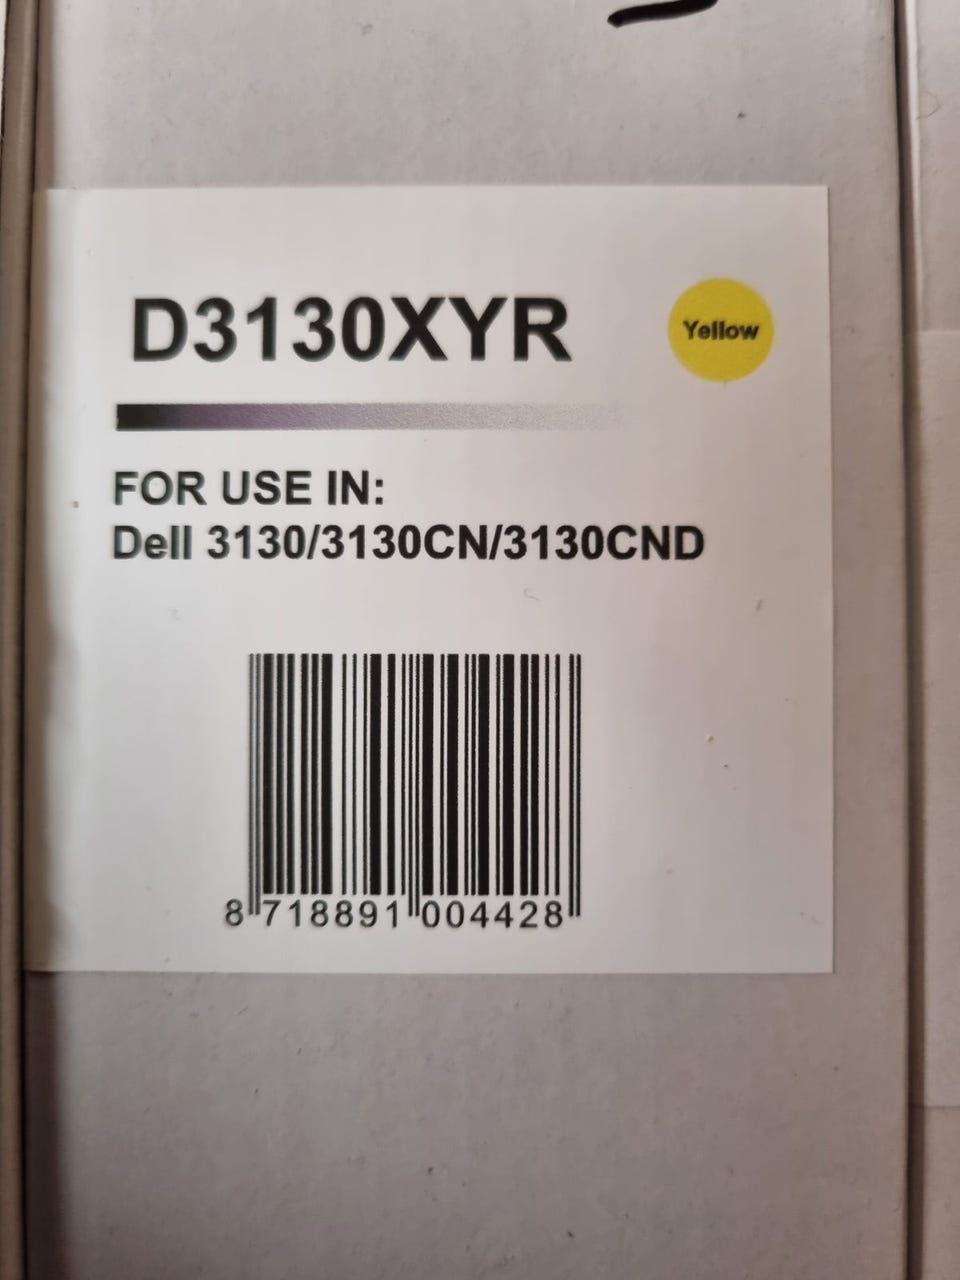 D3130XYR
Yellow
FOR USE IN:
Dell 3130/3130CN/3130CND
8 718891 004428